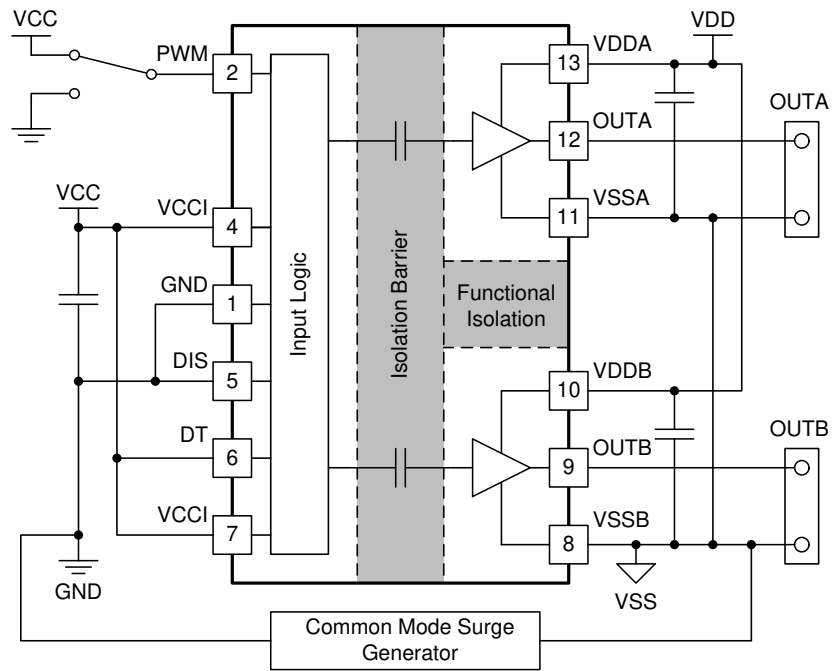 VCC
PWM
2
VCC
VCCI
4
GND
1
DIS
5
DT
6
VCCI
7
GND
Input Logic
Isolation Barrier
Functional
Isolation
VDD
VDDA
13
OUTA
12
VSSA
11
OUTA
VDDB
10
OUTB
9
VSSB
8
OUTB
VSS
Common Mode Surge
Generator